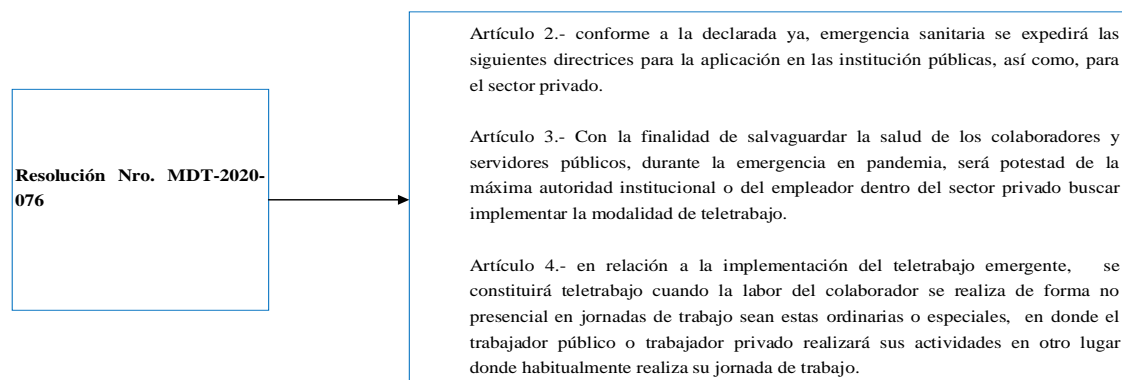 Resolución Nro. MDT-2020-
076
Artículo 2.- conforme a la declarada ya, emergencia sanitaria se expedirá las
siguientes directrices para la aplicación en las institución públicas, así como, para
el sector privado.
Artículo 3.- Con la finalidad de salvaguardar la salud de los colaboradores y
servidores públicos, durante la emergencia en pandemia, será potestad de la
máxima autoridad institucional o del empleador dentro del sector privado buscar
implementar la modalidad de teletrabajo.
Artículo 4.- en relación a la implementación del teletrabajo emergente, se
constituirá teletrabajo cuando la labor del colaborador se realiza de forma no
presencial en jornadas de trabajo sean estas ordinarias o especiales, en donde el
trabajador público o trabajador privado realizará sus actividades en otro lugar
donde habitualmente realiza su jornada de trabajo.